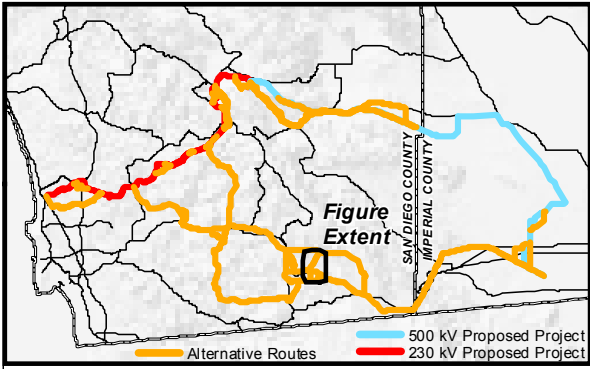 Figure
Extent
SAN DIEGO COUNTY
IMPERIAL COUNTY
500 kV Proposed Project
Alternative Routes
230 kV Proposed Project